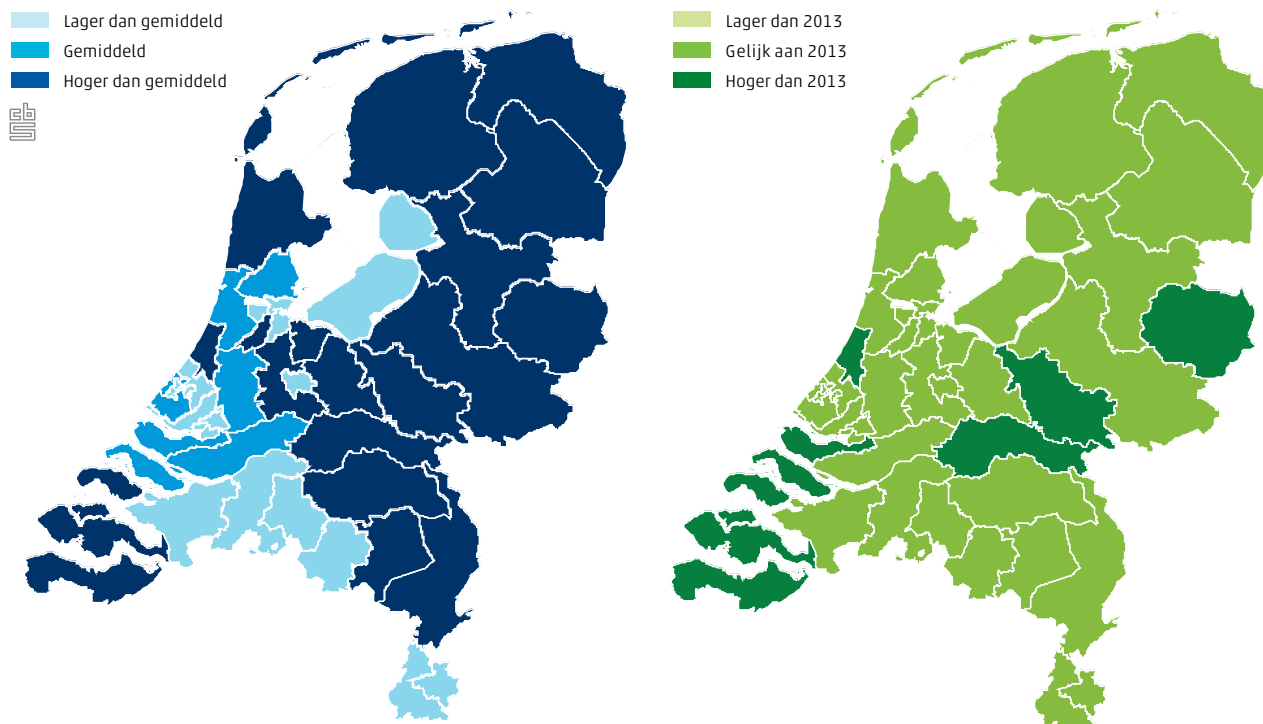 Lager dan gemiddeld
Gemiddeld
Hoger dan gemiddeld
cbs
Lager dan 2013
Gelijk aan 2013
Hoger dan 2013